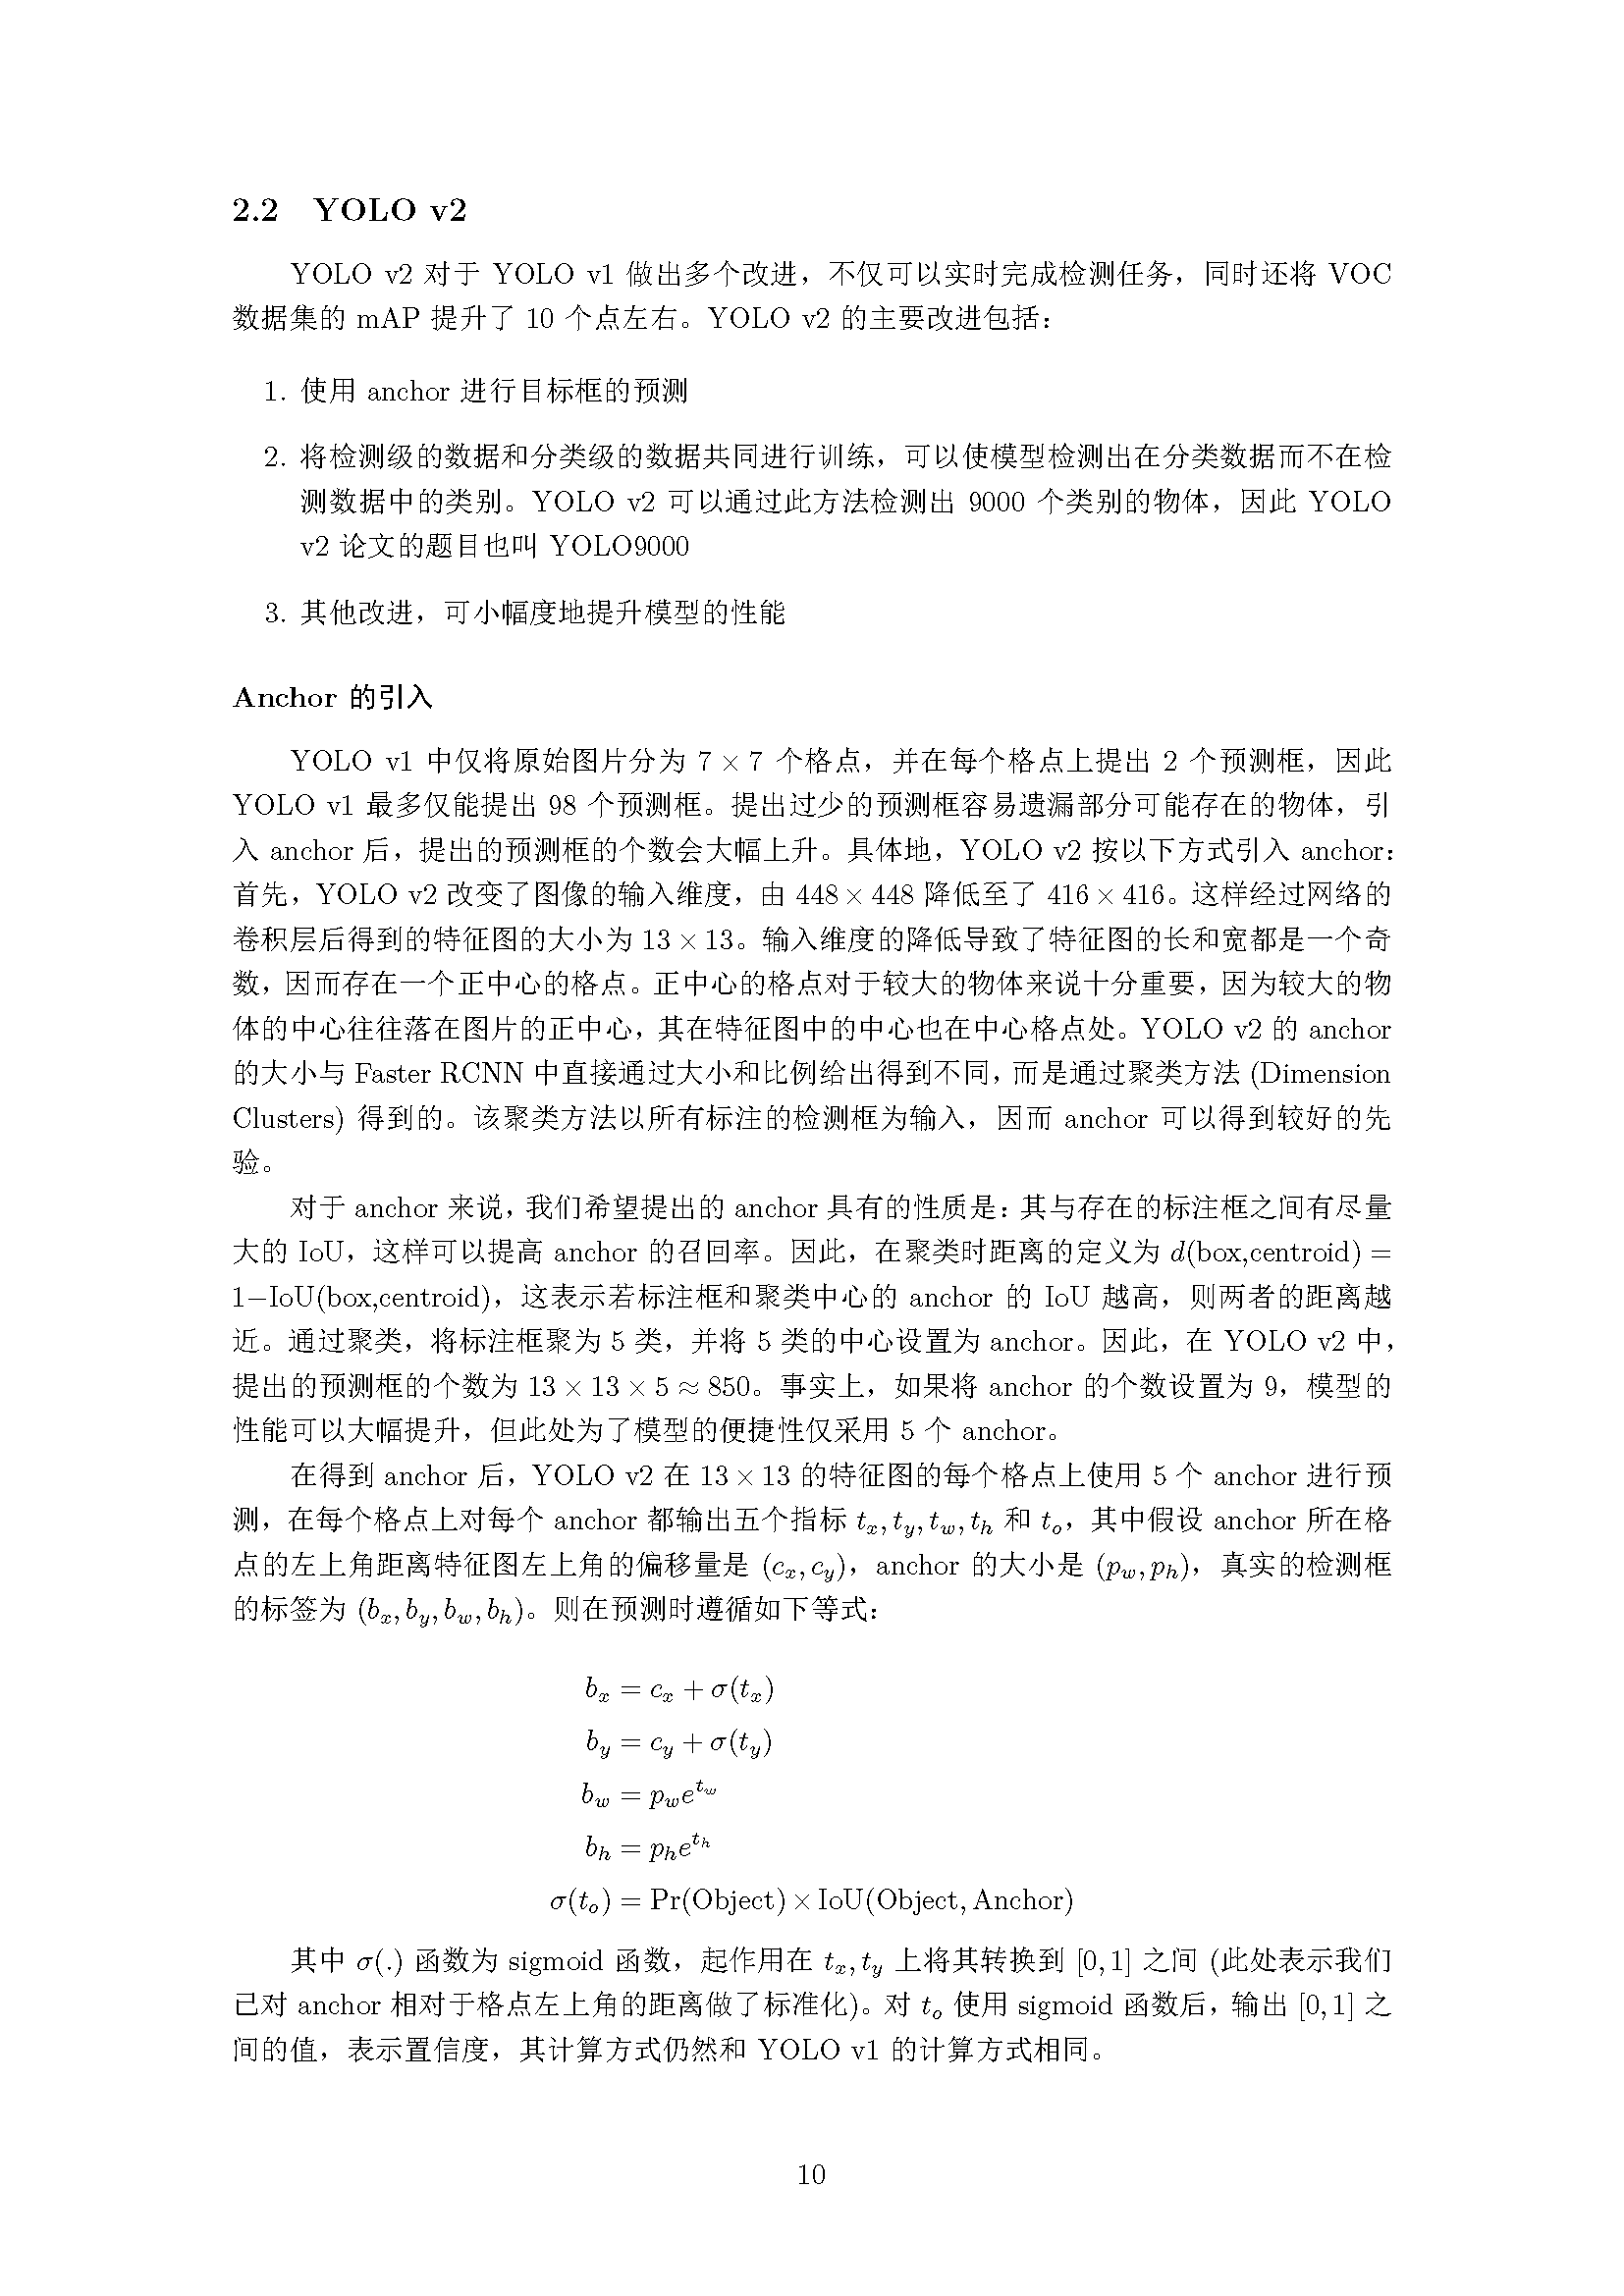 2.2 YOLO v2
YOLO v2 对于 YOLO v1 做出多个改进，不仅可以实时完成检测任务，同时还将 VOC
数据集的 mAP 提升了 10 个点左右。YOLO v2 的主要改进包括：
1. 使用 anchor 进行目标框的预测
2. 将检测级的数据和分类级的数据共同进行训练，可以使模型检测出在分类数据而不在检
测数据中的类别。YOLO v2 可以通过此方法检测出 9000 个类别的物体，因此 YOLO
v2 论文的题目也叫 YOLO9000
3. 其他改进，可小幅度地提升模型的性能
Anchor 的引入
YOLO v1 中仅将原始图片分为 7 × 7 个格点，并在每个格点上提出 2 个预测框，因此
YOLO v1 最多仅能提出 98 个预测框。提出过少的预测框容易遗漏部分可能存在的物体，引
入 anchor 后，提出的预测框的个数会大幅上升。具体地，YOLO v2 按以下方式引入 anchor：
首先，YOLO v2 改变了图像的输入维度，由 448 × 448 降低至了 416 × 416。这样经过网络的
卷积层后得到的特征图的大小为 13 × 13。输入维度的降低导致了特征图的长和宽都是一个奇
数，因而存在一个正中心的格点。正中心的格点对于较大的物体来说十分重要，因为较大的物
体的中心往往落在图片的正中心，其在特征图中的中心也在中心格点处。YOLO v2 的 anchor
的大小与 Faster RCNN 中直接通过大小和比例给出得到不同，而是通过聚类方法 (Dimension
Clusters) 得到的。该聚类方法以所有标注的检测框为输入，因而 anchor 可以得到较好的先
验。
对于 anchor 来说，我们希望提出的 anchor 具有的性质是：其与存在的标注框之间有尽量
大的 IoU，这样可以提高 anchor 的召回率。因此，在聚类时距离的定义为 d(box,centroid) =
1−IoU(box,centroid)，这表示若标注框和聚类中心的 anchor 的 IoU 越高，则两者的距离越
近。通过聚类，将标注框聚为 5 类，并将 5 类的中心设置为 anchor。因此，在 YOLO v2 中，
提出的预测框的个数为 13 × 13 × 5 ≈ 850。事实上，如果将 anchor 的个数设置为 9，模型的
性能可以大幅提升，但此处为了模型的便捷性仅采用 5 个 anchor。
在得到 anchor 后，YOLO v2 在 13 × 13 的特征图的每个格点上使用 5 个 anchor 进行预
测，在每个格点上对每个 anchor 都输出五个指标 t_x, t_y, t_w, t_h 和 t_o，其中假设 anchor 所在格
点的左上角距离特征图左上角的偏移量是 (c_x, c_y)，anchor 的大小是 (p_w, p_h)，真实的检测框
的标签为 (b_x, b_y, b_w, b_h)。则在预测时遵循如下等式：
b_x = c_x + σ(t_x)
b_y = c_y + σ(t_y)
b_w = p_w e^{t_w}
b_h = p_h e^{t_h}
σ(t_o) = Pr(Object) × IoU(Object, Anchor)
其中 σ(.) 函数为 sigmoid 函数，起作用在 t_x, t_y 上将其转换到 [0, 1] 之间 (此处表示我们
已对 anchor 相对于格点左上角的距离做了标准化)。对 t_o 使用 sigmoid 函数后，输出 [0, 1] 之
间的值，表示置信度，其计算方式仍然和 YOLO v1 的计算方式相同。
10